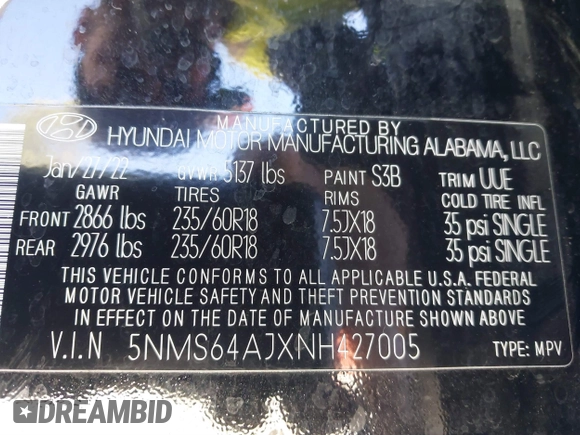 MANUFACTURED BY
HYUNDAI MOTOR MANUFACTURING ALABAMA, LLC
Jan/27/22 GVWR 5137 lbs PAINT S3B TRIM UUE
GAWR TIRES RIMS COLD TIRE INFL
FRONT 2866 lbs 235/60R18 7.5JX18 35 psi SINGLE
REAR 2976 lbs 235/60R18 7.5JX18 35 psi SINGLE
THIS VEHICLE CONFORMS TO ALL APPLICABLE U.S.A. FEDERAL
MOTOR VEHICLE SAFETY AND THEFT PREVENTION STANDARDS
IN EFFECT ON THE DATE OF MANUFACTURE SHOWN ABOVE
V.I.N 5NMS64AJXNH427005 TYPE: MPV
DREAMBID